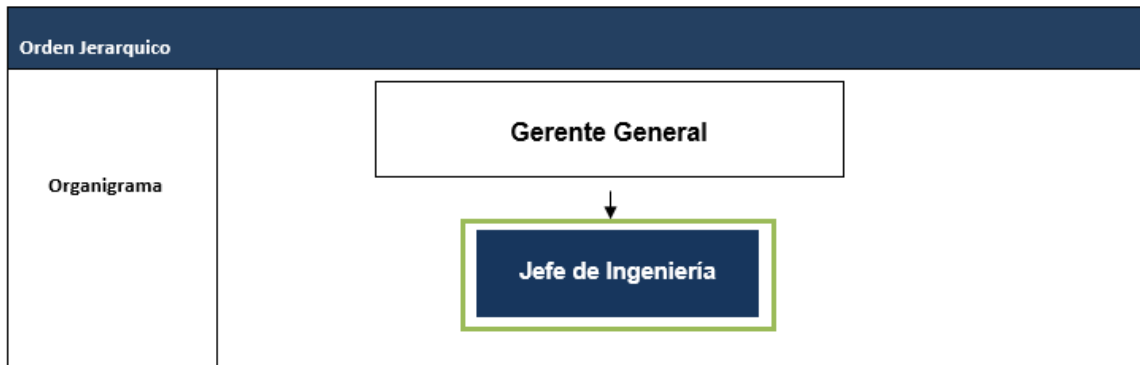 Orden Jerarquico
Gerente General
Organigrama
Jefe de Ingeniería